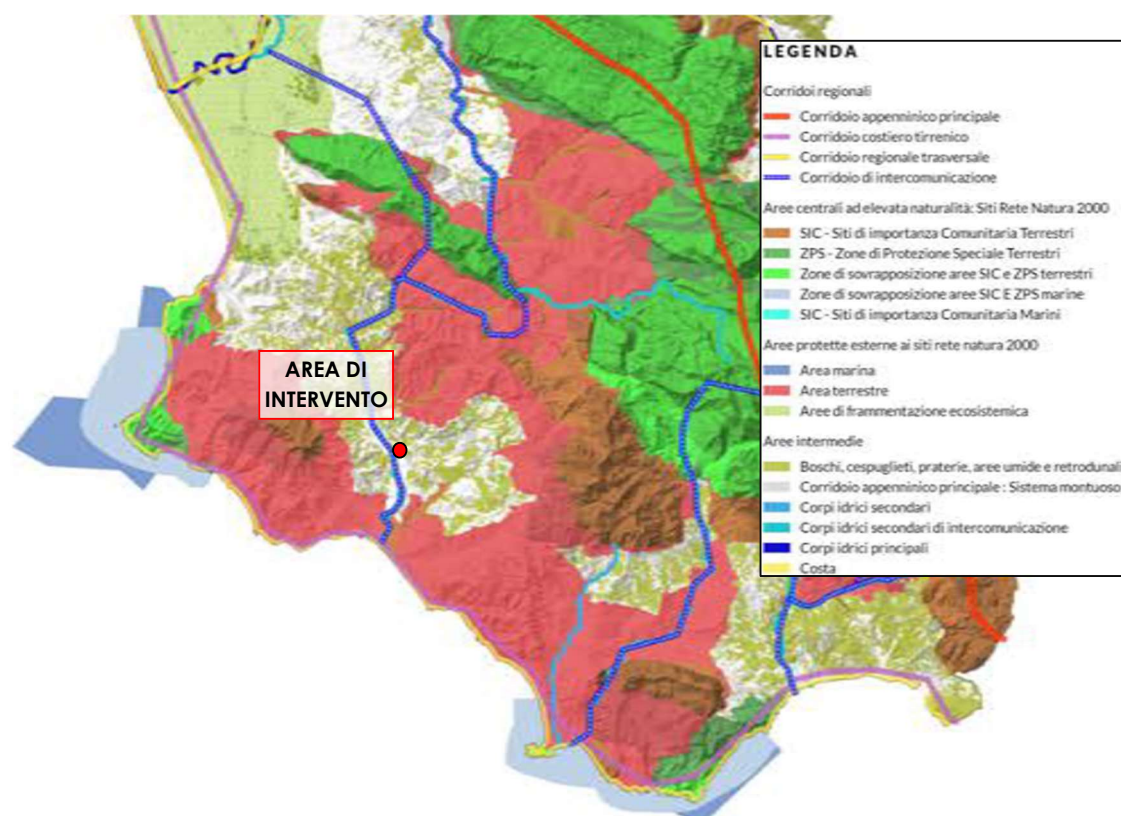 AREA DI
INTERVENTO
LEGENDA
Corridoi regionali
Corridoio appenninico principale
Corridoio costiero tirrenico
Corridoio regionale trasversale
Corridoio di intercomunicazione
Aree centrali ad elevata naturalità: Siti Rete Natura 2000
SIC - Siti di importanza Comunitaria Terrestri
ZPS - Zone di Protezione Speciale Terrestri
Zone di sovrapposizione aree SIC e ZPS terrestri
Zone di sovrapposizione aree SIC E ZPS marine
SIC - Siti di importanza Comunitaria Marini
Aree protette esterne ai siti rete natura 2000
Area marina
Area terrestre
Aree di frammentazione ecosistemica
Aree intermedie
Boschi, cespuglieti, praterie, aree umide e retrodunali
Corridoio appenninico principale : Sistema montuoso
Corpi idrici secondari
Corpi idrici secondari di intercomunicazione
Corpi idrici principali
Costa